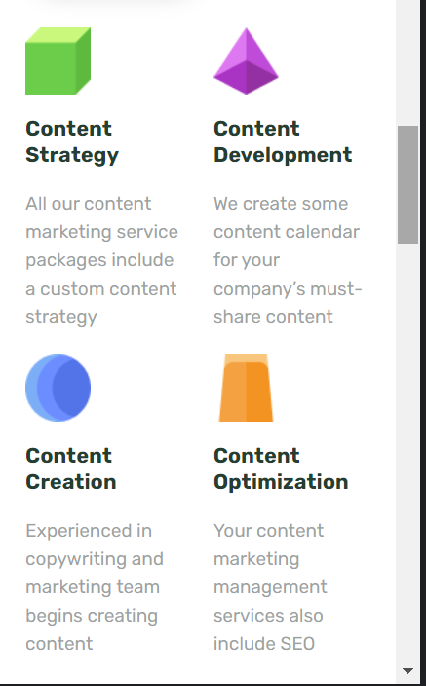 Content
Strategy
All our content
marketing service
packages include
a custom content
strategy
Content
Development
We create some
content calendar
for your
company's must-
share content
Content
Creation
Experienced in
copywriting and
marketing team
begins creating
content
Content
Optimization
Your content
marketing
management
services also
include SEO